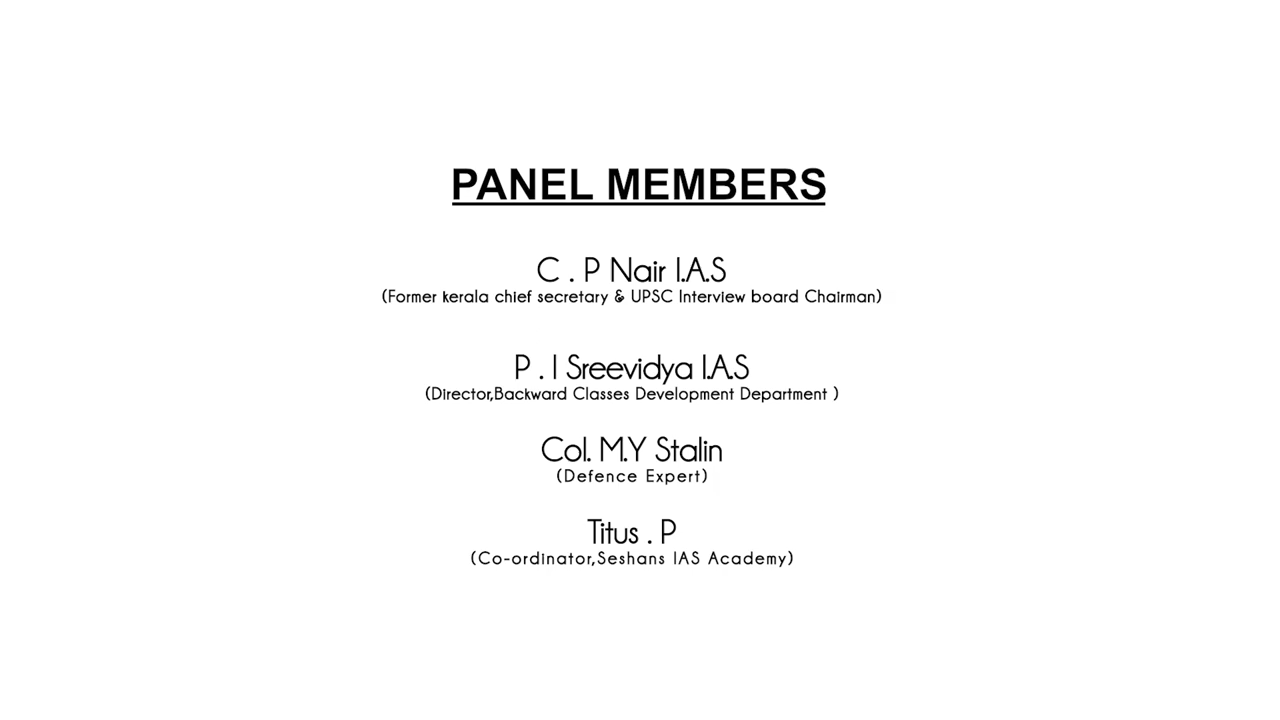 PANEL MEMBERS
C . P Nair I.A.S
(Former kerala chief secretary & UPSC Interview board Chairman)
P . I Sreevidya I.A.S
(Director,Backward Classes Development Department )
Col. M.Y Stalin
(Defence Expert)
Titus . P
(Co-ordinator,Seshans IAS Academy)